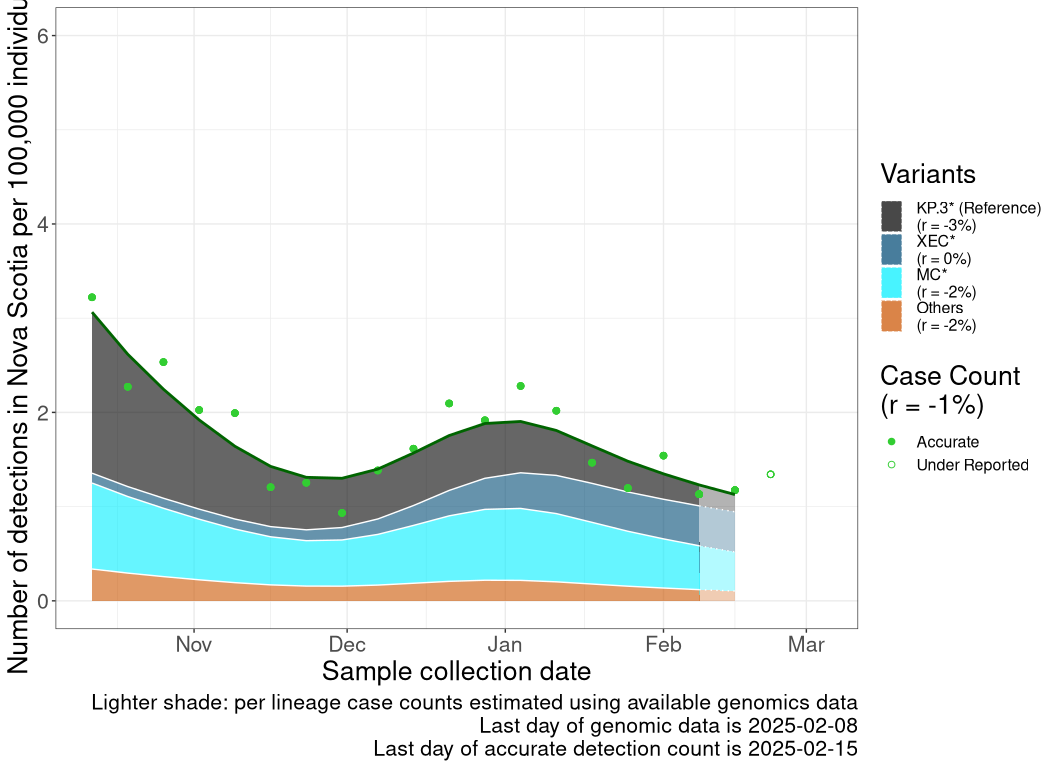 Number of detections in Nova Scotia per 100,000
6
4
2
0
Nov Dec Jan Feb Mar
Sample collection date
Lighter shade: per lineage case counts estimated using available genomics data
Last day of genomic data is 2025-02-08
Last day of accurate detection count is 2025-02-15
Variants
KP.3* (Reference)
(r = -3%)
XEC*
(r = 0%)
MC*
(r = -2%)
Others
(r = -2%)
Case Count
(r = -1%)
Accurate
Under Reported